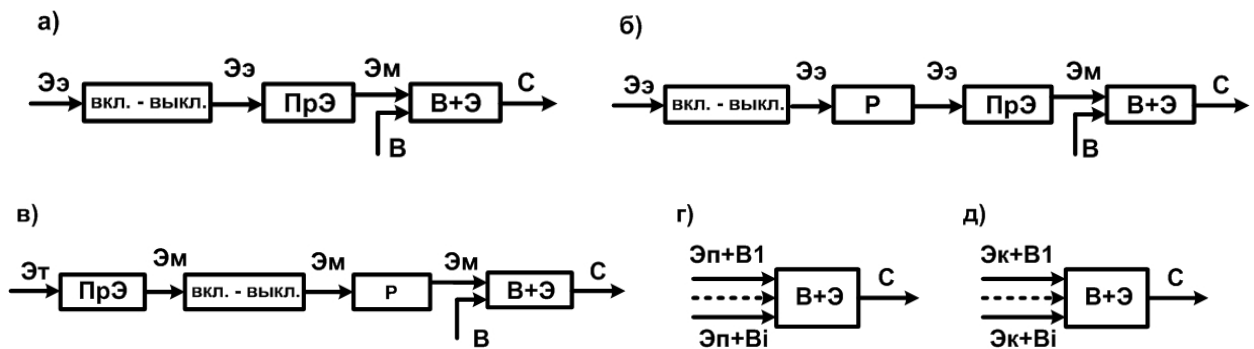 а)
Ээ
вкл. - выкл.
Ээ
ПрЭ
Эм
В
В+Э
С
б)
Ээ
вкл. - выкл.
Ээ
Р
Ээ
ПрЭ
Эм
В
В+Э
С
в)
Эт
ПрЭ
Эм
вкл. - выкл.
Эм
Р
Эм
В
В+Э
С
г)
Эп+В1
Эп+Вi
В+Э
С
д)
Эк+В1
Эк+Вi
В+Э
С